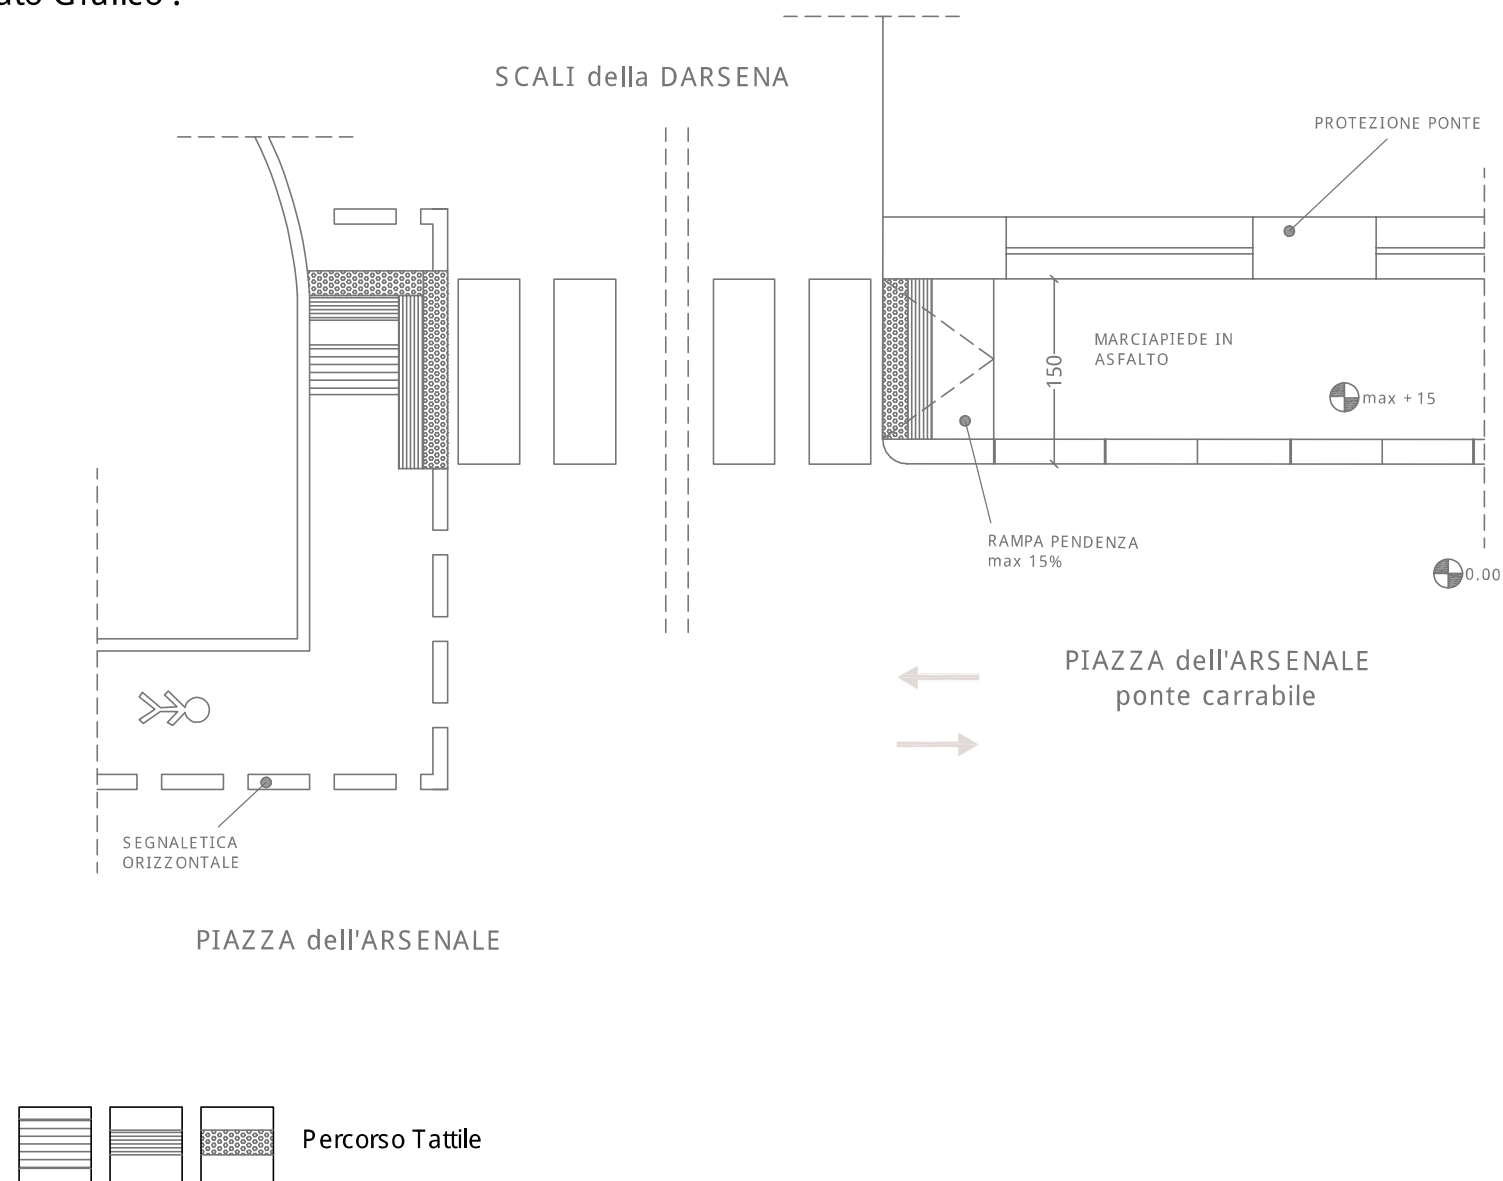 Grafico :
SCALI della DARSENA
PROTEZIONE PONTE
MARCIAPIEDE IN
ASFALTO
150
max +15
RAMPA PENDENZA
max 15%
0.00
PIAZZA dell'ARSENALE
ponte carrabile
SEGNALETICA
ORIZZONTALE
PIAZZA dell'ARSENALE
Percorso Tattile